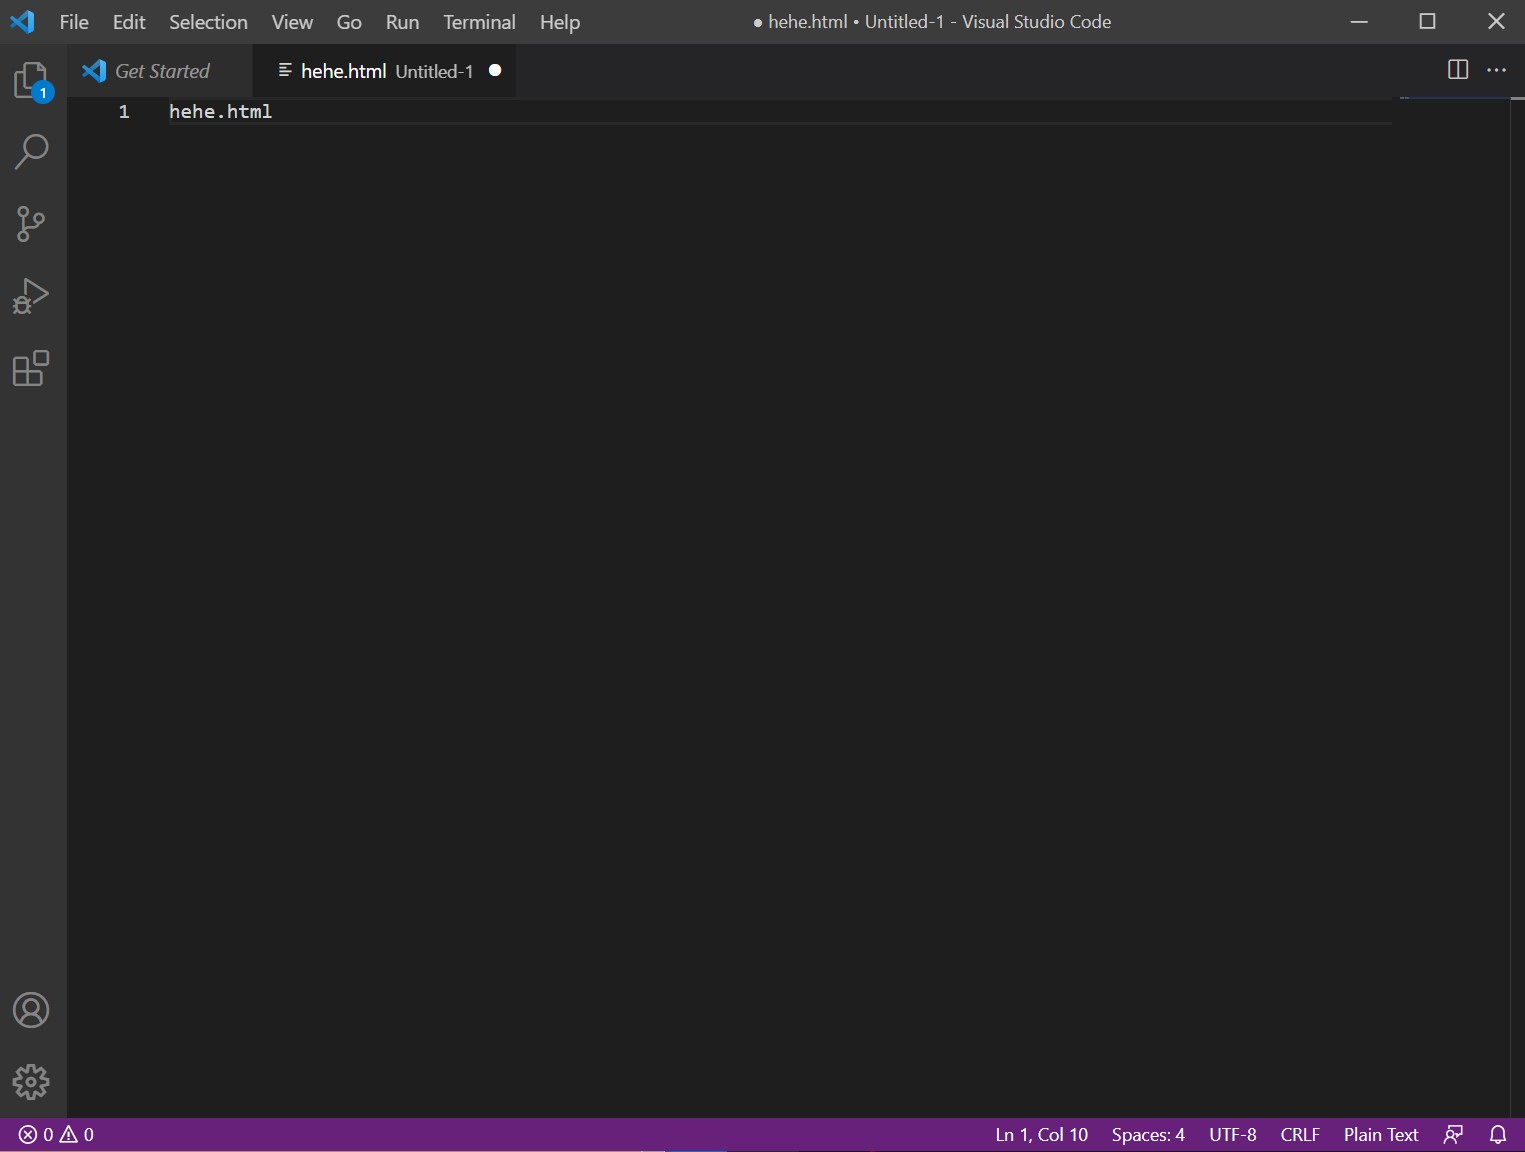 File Edit Selection View Go Run Terminal Help ● hehe.html • Untitled-1 - Visual Studio Code
Get Started hehe.html Untitled-1
1
1 hehe.html
0 0 Ln 1, Col 10 Spaces: 4 UTF-8 CRLF Plain Text